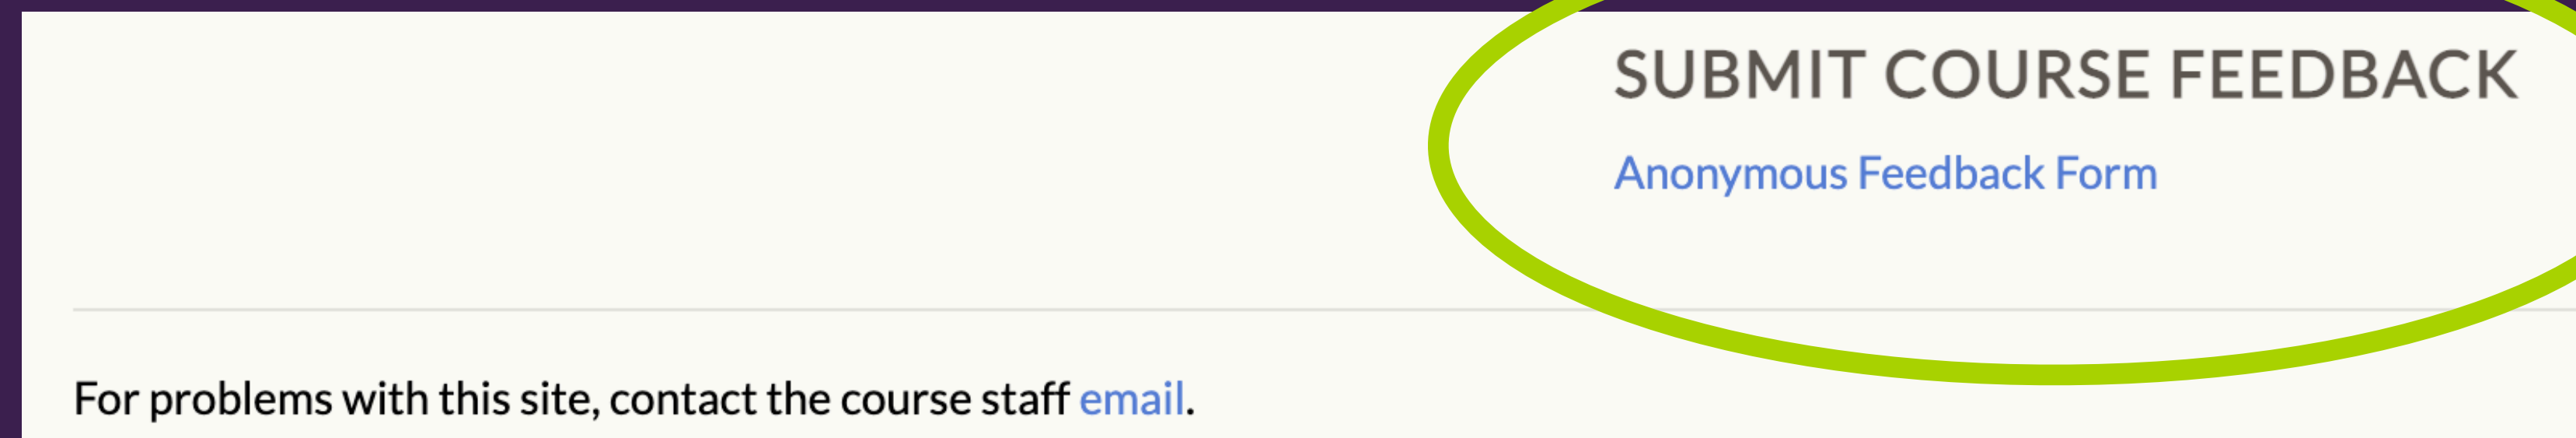 SUBMIT COURSE FEEDBACK
Anonymous Feedback Form
For problems with this site, contact the course staff email.